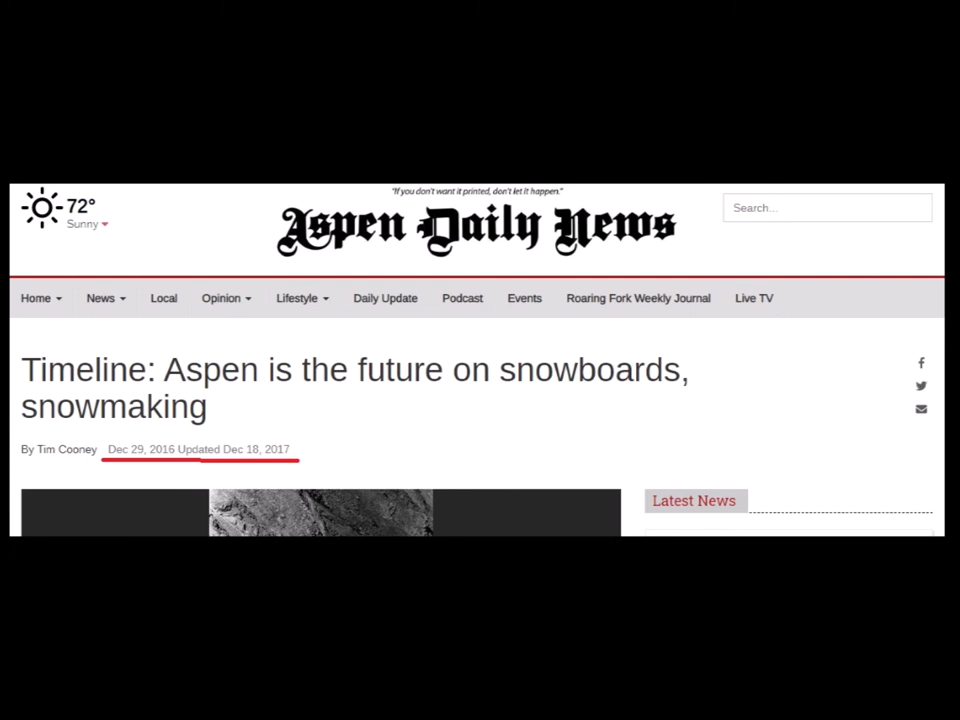 "If you don't want it printed, don't let it happen."
72°
Sunny
Aspen Daily News
Search...
Home News Local Opinion Lifestyle Daily Update Podcast Events Roaring Fork Weekly Journal Live TV
Timeline: Aspen is the future on snowboards,
snowmaking
By Tim Cooney Dec 29, 2016 Updated Dec 18, 2017
Latest News